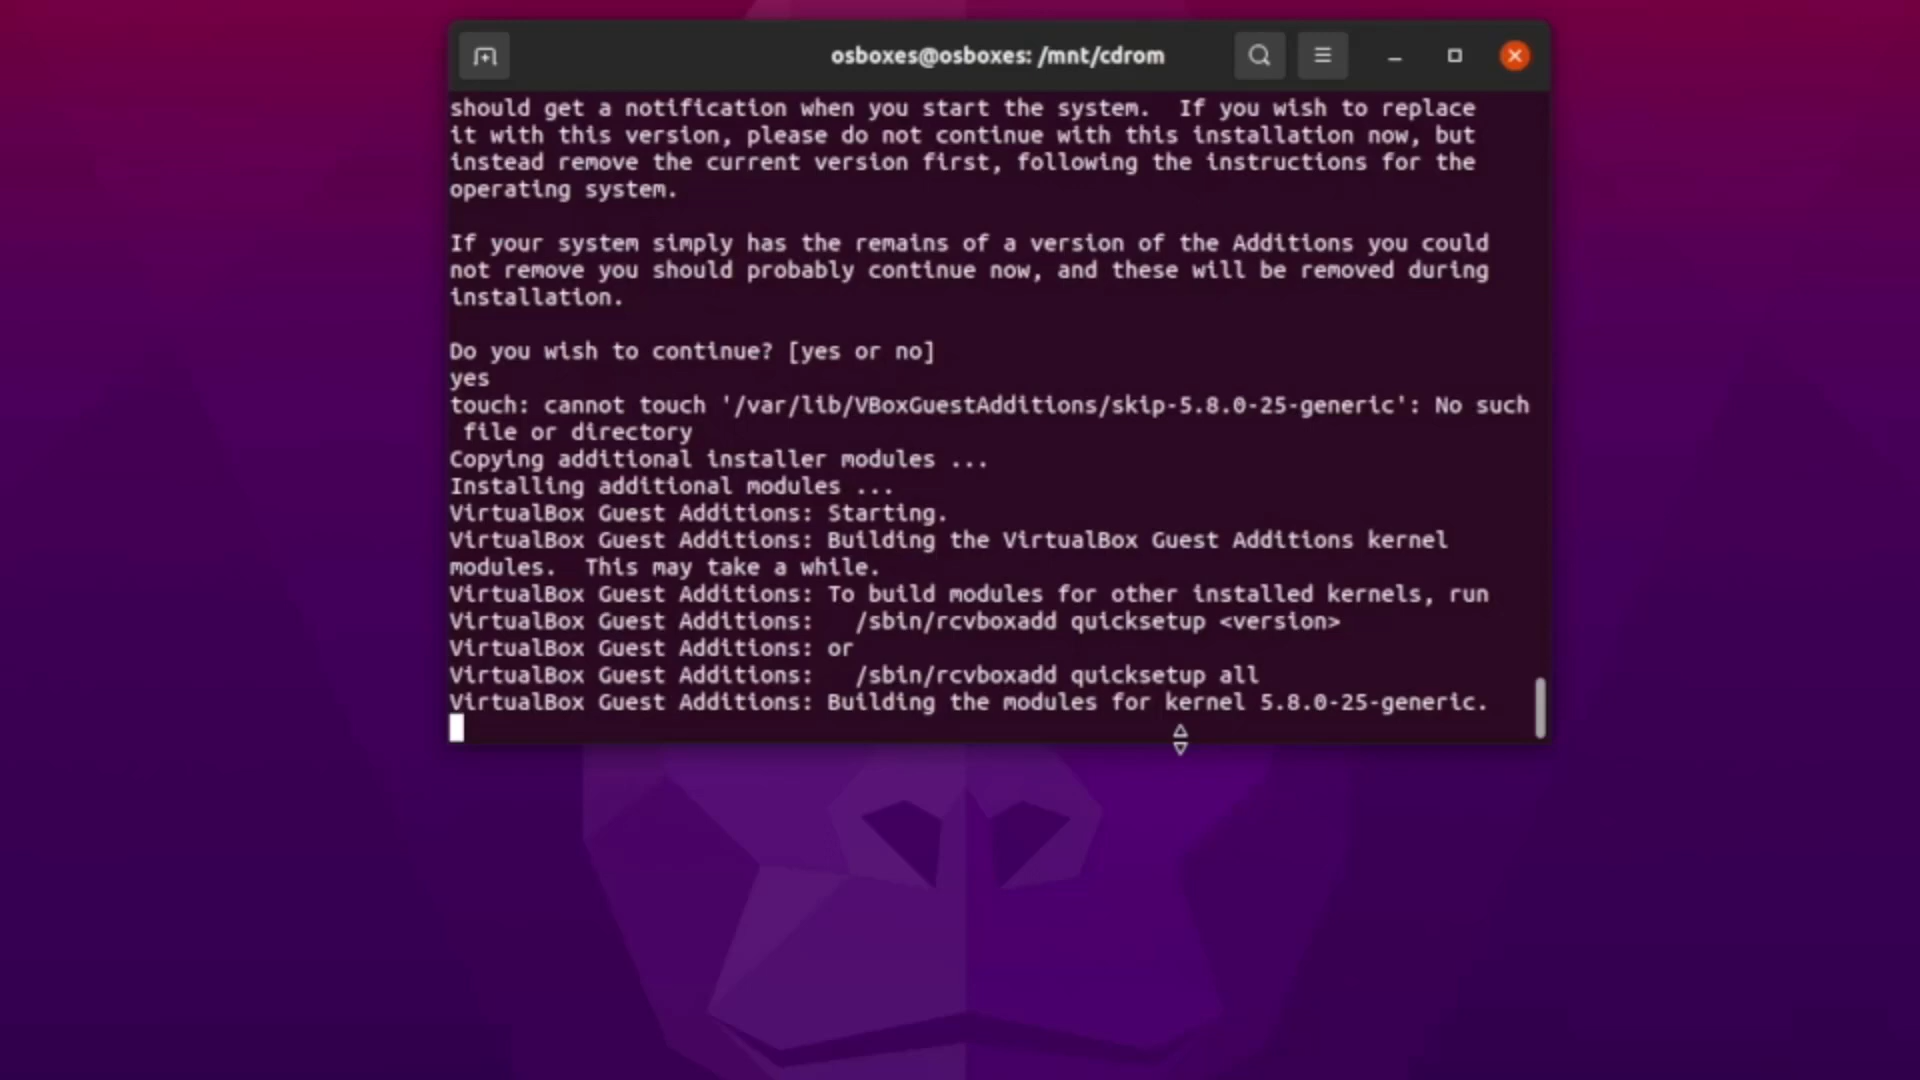 osboxes@osboxes: /mnt/cdrom
should get a notification when you start the system.  If you wish to replace
it with this version, please do not continue with this installation now, but
instead remove the current version first, following the instructions for the
operating system.
If your system simply has the remains of a version of the Additions you could
not remove you should probably continue now, and these will be removed during
installation.
Do you wish to continue? [yes or no]
yes
touch: cannot touch '/var/lib/VBoxGuestAdditions/skip-5.8.0-25-generic': No such
 file or directory
Copying additional installer modules ...
Installing additional modules ...
VirtualBox Guest Additions: Starting.
VirtualBox Guest Additions: Building the VirtualBox Guest Additions kernel
modules.  This may take a while.
VirtualBox Guest Additions: To build modules for other installed kernels, run
VirtualBox Guest Additions:   /sbin/rcvboxadd quicksetup <version>
VirtualBox Guest Additions: or
VirtualBox Guest Additions:   /sbin/rcvboxadd quicksetup all
VirtualBox Guest Additions: Building the modules for kernel 5.8.0-25-generic.